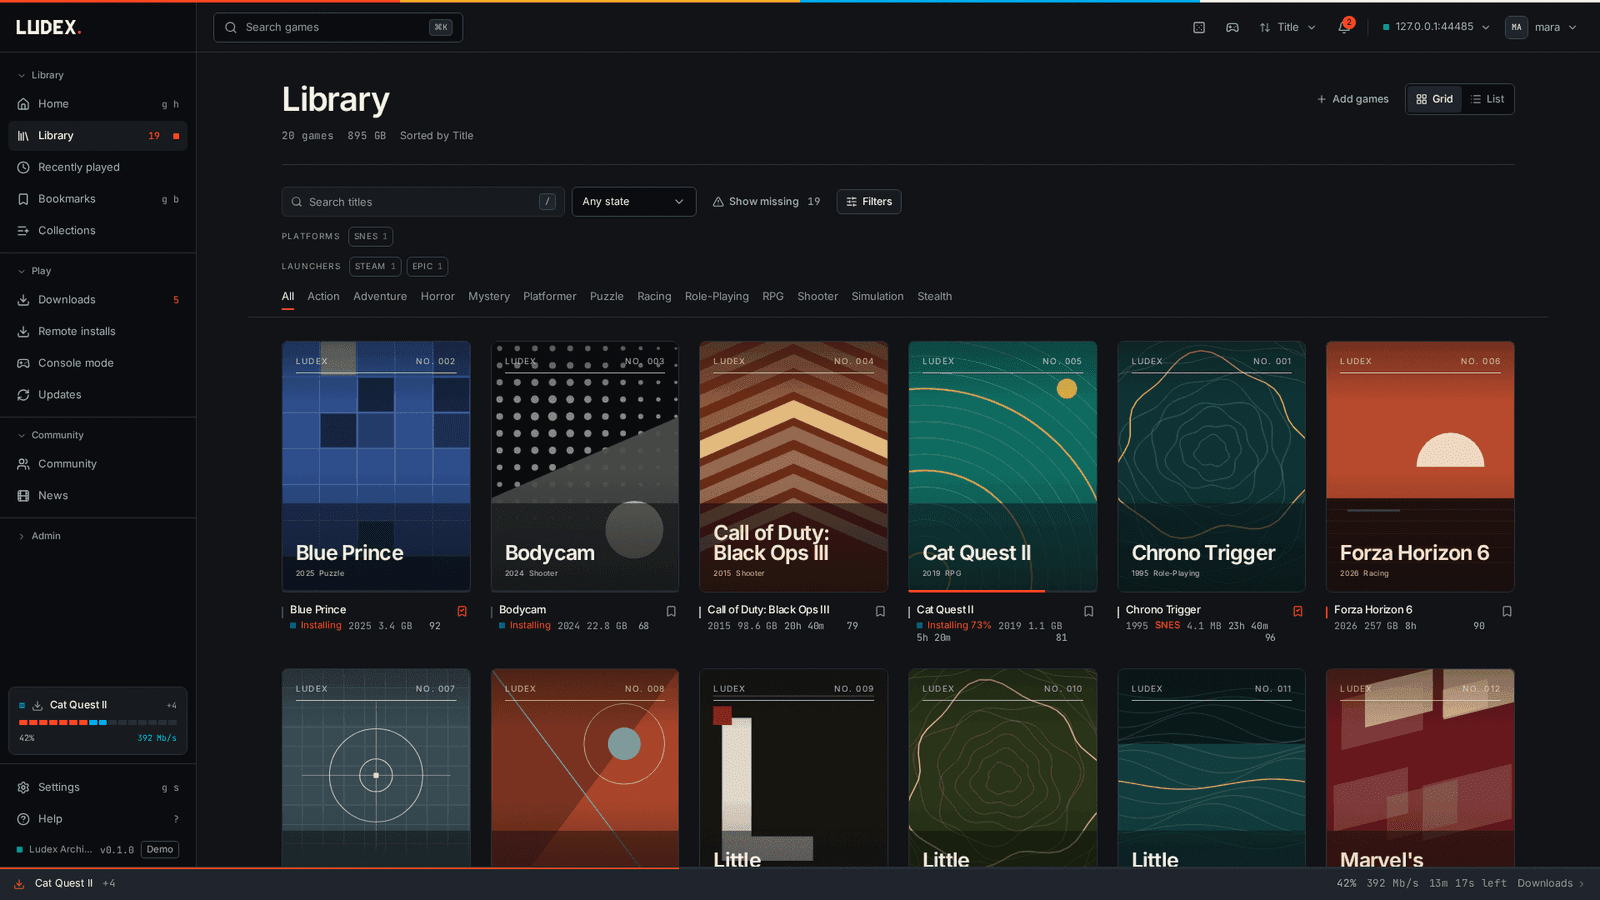 LUDEX.
Search games
⌘K
Title
2
127.0.0.1:44485
MA
mara
Library
Home
g h
Library
19
Recently played
Bookmarks
g b
Collections
Play
Downloads
5
Remote installs
Console mode
Updates
Community
Community
News
Admin
Cat Quest II
+4
42%
392 Mb/s
Settings
g s
Help
?
Ludex Archi...
v0.1.0
Demo
Library
20 games 895 GB Sorted by Title
+ Add games
Grid
List
Search titles
/
Any state
Show missing 19
Filters
PLATFORMS SNES 1
LAUNCHERS STEAM 1 EPIC 1
All Action Adventure Horror Mystery Platformer Puzzle Racing Role-Playing RPG Shooter Simulation Stealth
LUDEX NO. 002
Blue Prince
2025 Puzzle
Blue Prince
Installing 2025 3.4 GB 92
LUDEX NO. 003
Bodycam
2024 Shooter
Bodycam
Installing 2024 22.8 GB 68
LUDEX NO. 004
Call of Duty:
Black Ops III
2015 Shooter
Call of Duty: Black Ops III
2015 98.6 GB 20h 40m 79
LUDEX NO. 005
Cat Quest II
2019 RPG
Cat Quest II
Installing 73% 2019 1.1 GB
5h 20m 81
LUDEX NO. 001
Chrono Trigger
1995 Role-Playing
Chrono Trigger
1995 SNES 4.1 MB 23h 40m
96
LUDEX NO. 006
Forza Horizon 6
2026 Racing
Forza Horizon 6
2026 257 GB 8h 90
LUDEX NO. 007
LUDEX NO. 008
LUDEX NO. 009
Little
LUDEX NO. 010
Little
LUDEX NO. 011
Little
LUDEX NO. 012
Marvel's
Cat Quest II +4
42% 392 Mb/s 13m 17s left Downloads